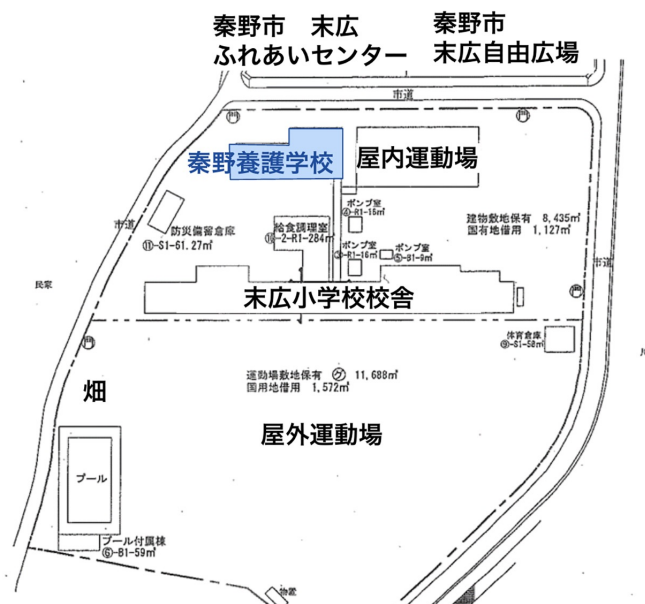 秦野市　末広
ふれあいセンター
秦野市
末広自由広場
市道
秦野養護学校
屋内運動場
ポンプ室
④-R1-16㎡
建物敷地保有 8,435㎡
国有地借用 1,127㎡
市道
防災備留倉庫
⑪-S1-61.27㎡
給食調理室
⑩-2-R1-284㎡
ポンプ室
③-R1-16㎡
ポンプ室
⑤-B1-9㎡
市道
民家
末広小学校校舎
体育倉庫
⑨-S1-50㎡
川
運動場敷地保有 ㋗ 11,688㎡
国用地借用 1,572㎡
畑
屋外運動場
プール
プール付属棟
⑥-B1-59㎡
物置